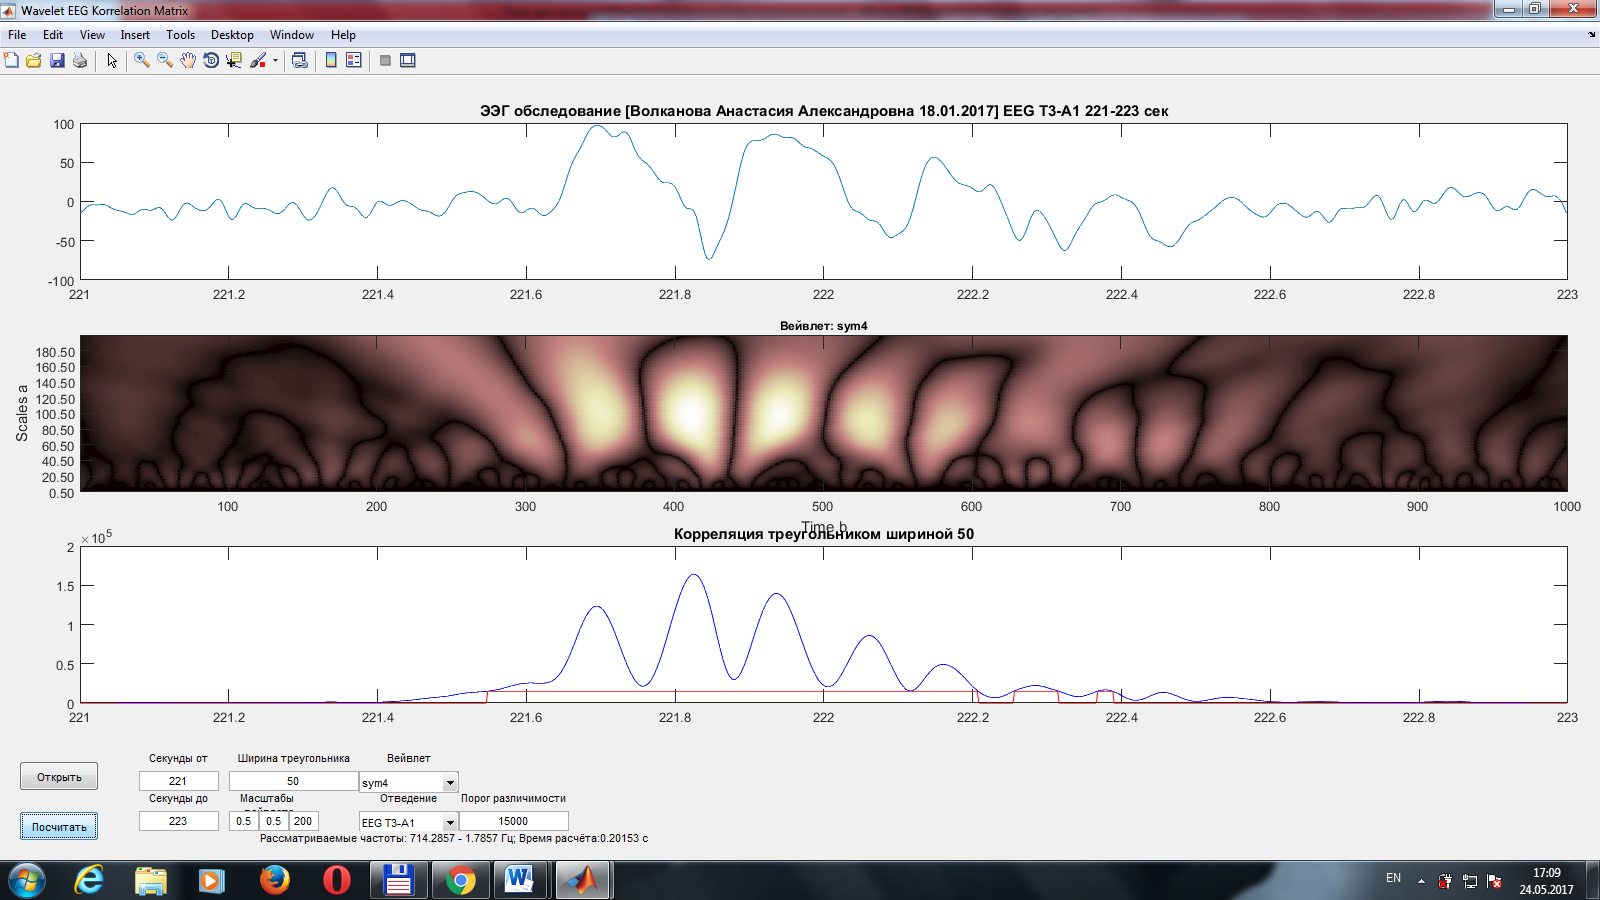 Wavelet EEG Korrelation Matrix
File Edit View Insert Tools Desktop Window Help
ЭЭГ обследование [Волканова Анастасия Александровна 18.01.2017] EEG T3-A1 221-223 сек
100
50
0
-50
-100
221 221.2 221.4 221.6 221.8 222 222.2 222.4 222.6 222.8 223
Вейвлет: sym4
Scales a
180.50
160.50
140.50
120.50
100.50
80.50
60.50
40.50
20.50
0.50
100 200 300 400 500 600 700 800 900 1000
Time b
Корреляция треугольником шириной 50
×10^5
2
1.5
1
0.5
0
221 221.2 221.4 221.6 221.8 222 222.2 222.4 222.6 222.8 223
Секунды от Ширина треугольника Вейвлет
Открыть 221 50 sym4
Секунды до Масштабы Отведение Порог различимости
Посчитать 223 0.5 0.5 200 EEG T3-A1 15000
Рассматриваемые частоты: 714.2857 - 1.7857 Гц; Время расчёта:0.20153 с
EN
17:09
24.05.2017